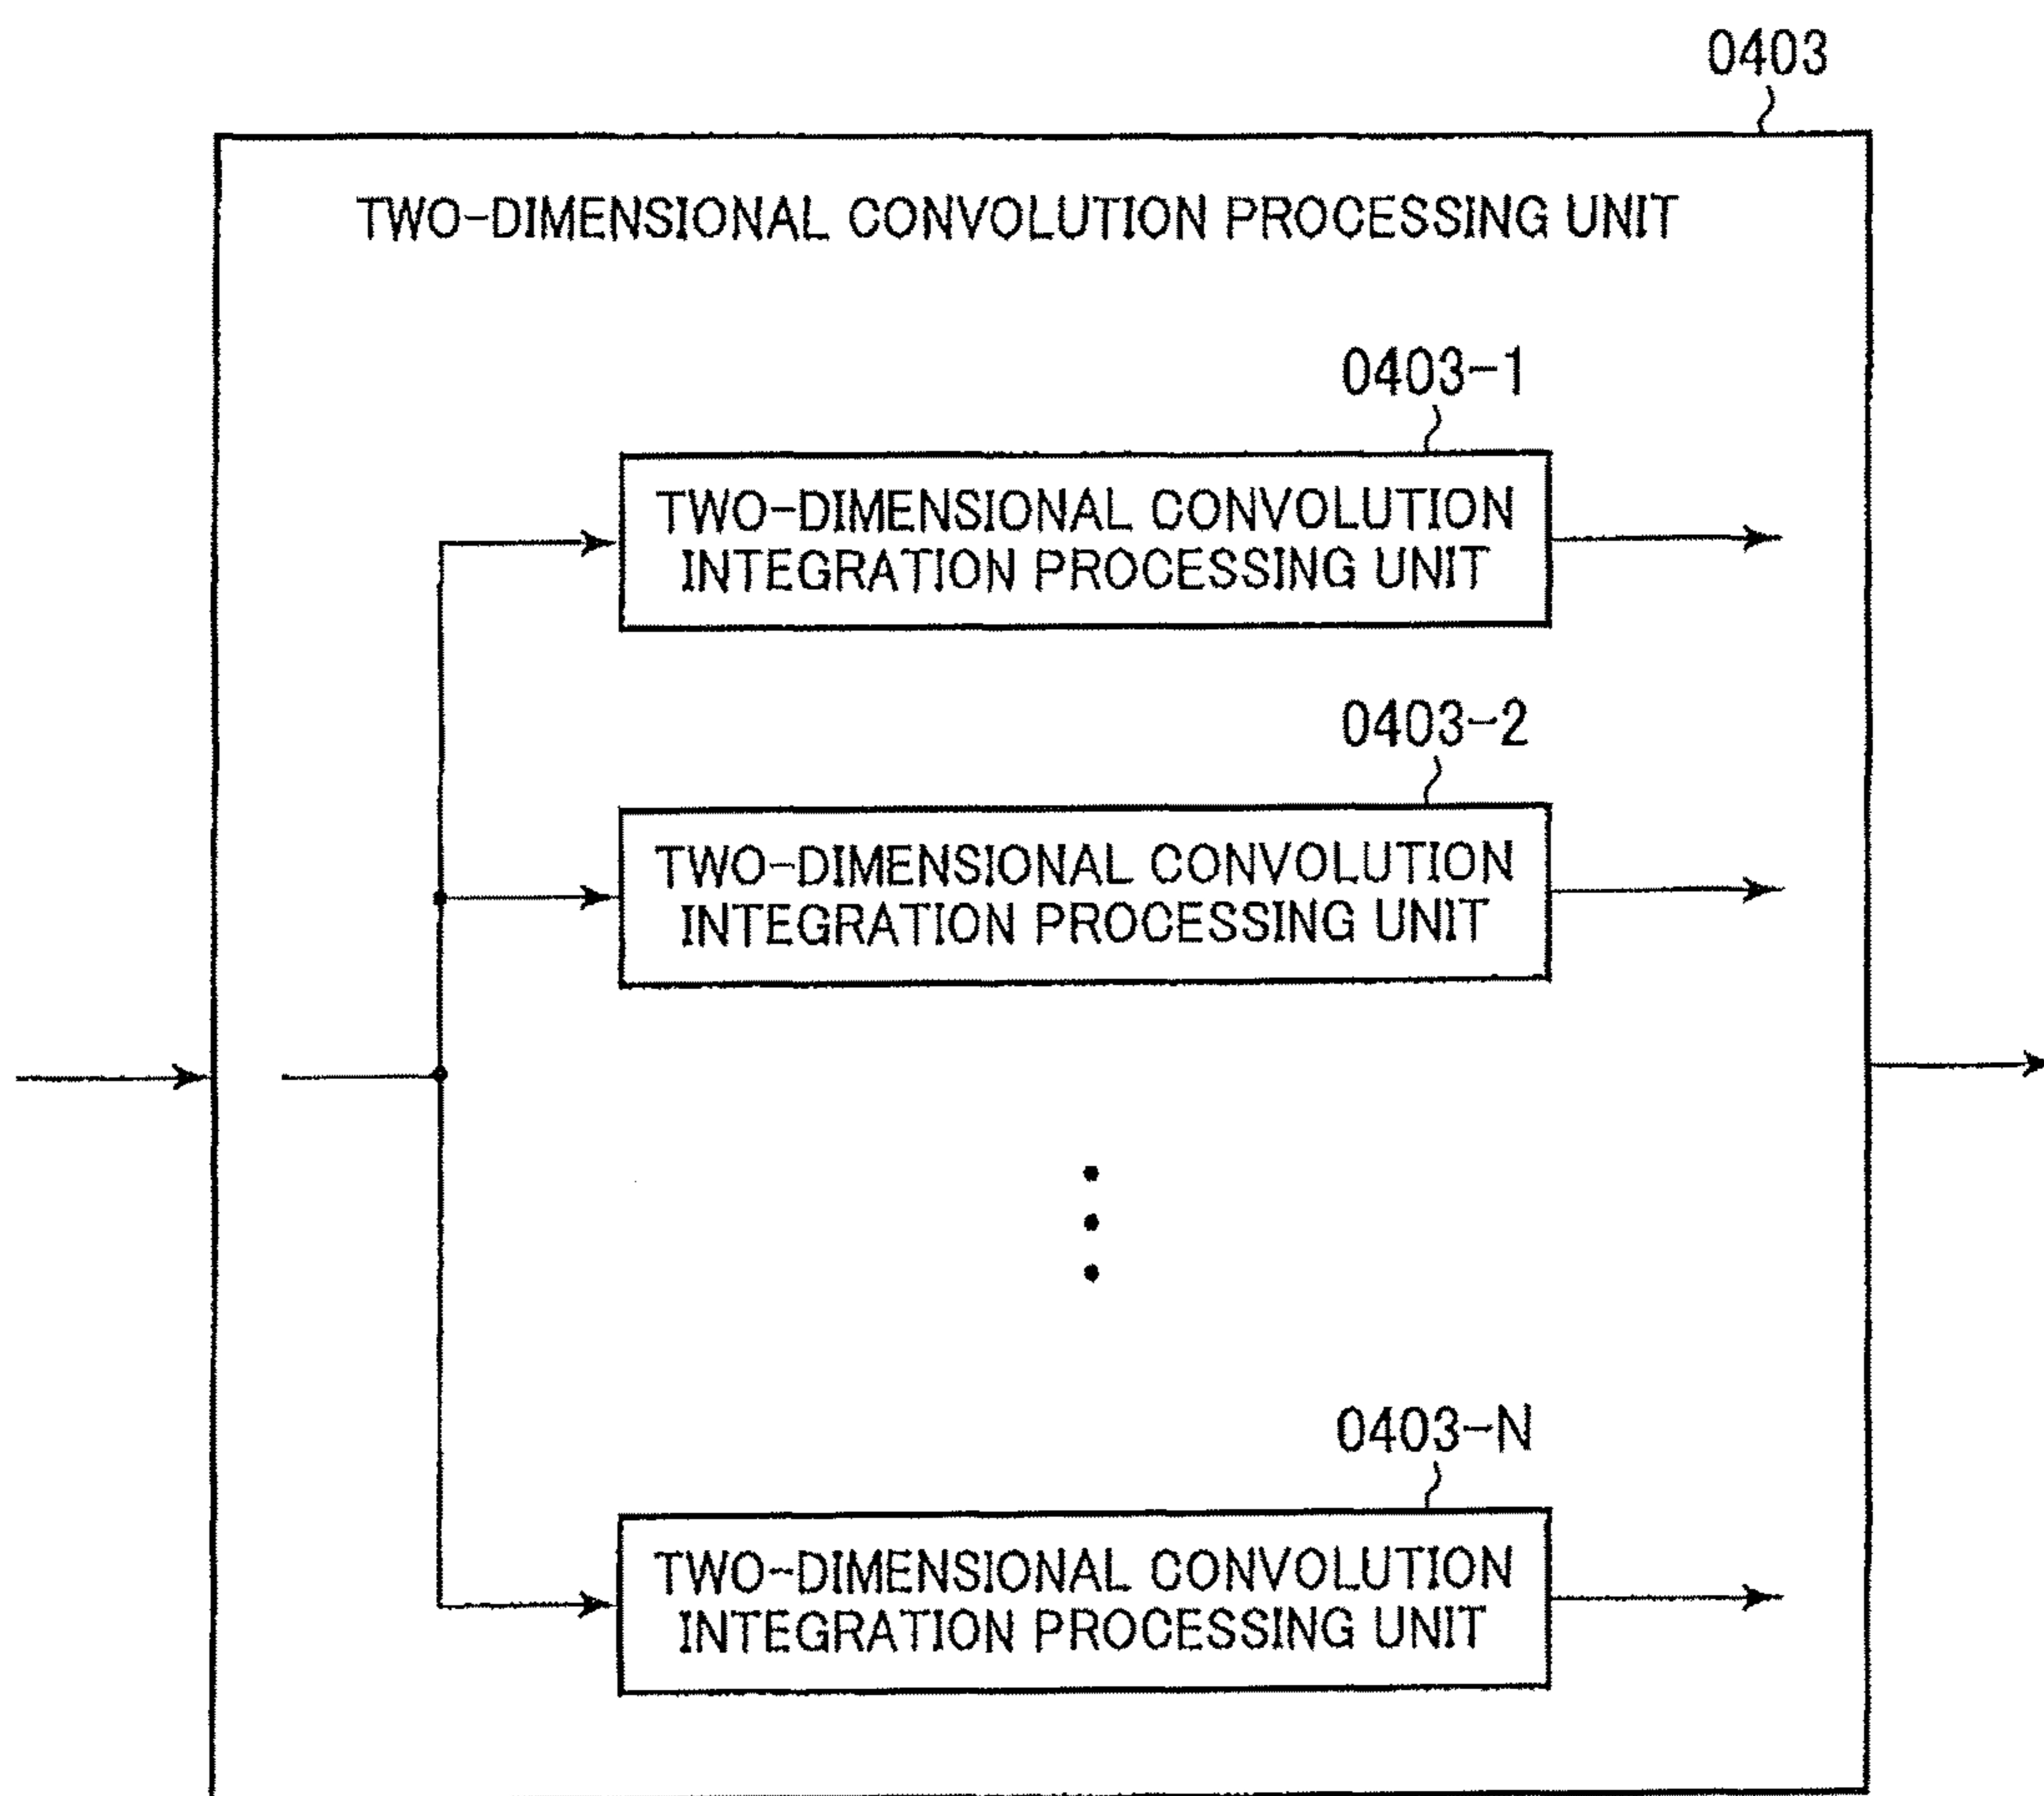 0403
TWO-DIMENSIONAL CONVOLUTION PROCESSING UNIT
0403-1
TWO-DIMENSIONAL CONVOLUTION
INTEGRATION PROCESSING UNIT
0403-2
TWO-DIMENSIONAL CONVOLUTION
INTEGRATION PROCESSING UNIT
0403-N
TWO-DIMENSIONAL CONVOLUTION
INTEGRATION PROCESSING UNIT